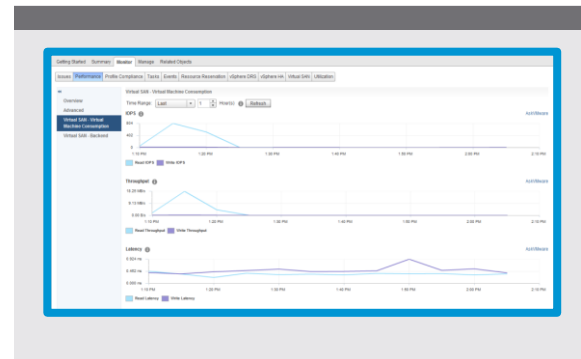 Getting Started Summary Monitor Manage Related Objects
Issues Performance Profile Compliance Tasks Events Resource Reservation vSphere DRS vSphere HA Virtual SAN Utilization
Overview
Advanced
Virtual SAN - Virtual Machine Consumption
Virtual SAN - Backend
Virtual SAN - Virtual Machine Consumption
Time Range: Last 1 Hour(s) Refresh
IOPS Ask VMware
0
1:10 PM 1:20 PM 1:30 PM 1:40 PM 1:50 PM 2:00 PM 2:10 PM
Read IOPS Write IOPS
Throughput Ask VMware
1:10 PM 1:20 PM 1:30 PM 1:40 PM 1:50 PM 2:00 PM 2:10 PM
Read Throughput Write Throughput
Latency Ask VMware
1:10 PM 1:20 PM 1:30 PM 1:40 PM 1:50 PM 2:00 PM 2:10 PM
Read Latency Write Latency